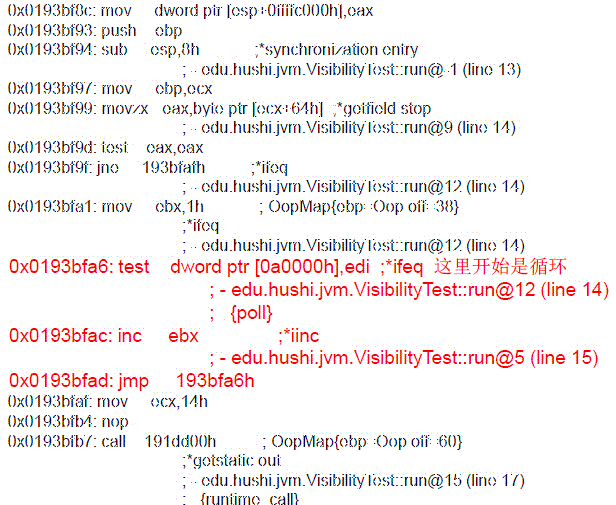 0x0193bf8c: mov dword ptr [esp+0ffffc000h],eax
0x0193bf93: push ebp
0x0193bf94: sub esp,8h ;*synchronization entry
; - edu.hushi.jvm.VisibilityTest::run@-1 (line 13)
0x0193bf97: mov ebp,ecx
0x0193bf99: movzx eax,byte ptr [ecx+64h] ;*getfield stop
; - edu.hushi.jvm.VisibilityTest::run@9 (line 14)
0x0193bf9d: test eax,eax
0x0193bf9f: jne 193bfafh ;*ifeq
; - edu.hushi.jvm.VisibilityTest::run@12 (line 14)
0x0193bfa1: mov ebx,1h ; OopMap{ebp=Oop off=38}
;*ifeq
; - edu.hushi.jvm.VisibilityTest::run@12 (line 14)
0x0193bfa6: test dword ptr [0a0000h],edi ;*ifeq 这里开始是循环
; - edu.hushi.jvm.VisibilityTest::run@12 (line 14)
; {poll}
0x0193bfac: inc ebx ;*iinc
; - edu.hushi.jvm.VisibilityTest::run@5 (line 15)
0x0193bfad: jmp 193bfa6h
0x0193bfaf: mov ecx,14h
0x0193bfb4: nop
0x0193bfb7: call 191dd00h ; OopMap{ebp=Oop off=60}
;*getstatic out
; - edu.hushi.jvm.VisibilityTest::run@15 (line 17)
; {runtime_call}